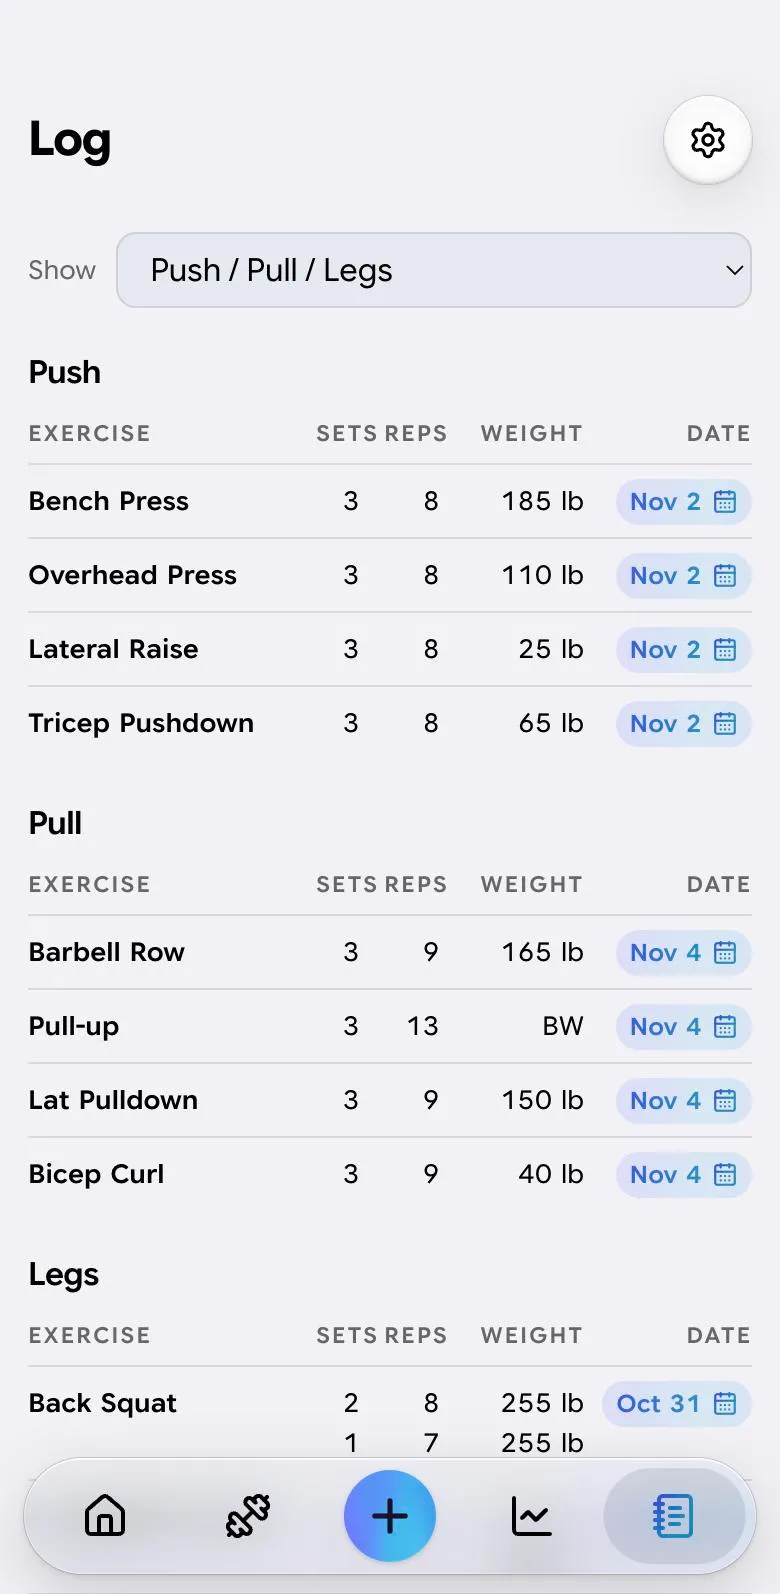 Log
Show Push / Pull / Legs
Push
EXERCISE SETS REPS WEIGHT DATE
Bench Press 3 8 185 lb Nov 2
Overhead Press 3 8 110 lb Nov 2
Lateral Raise 3 8 25 lb Nov 2
Tricep Pushdown 3 8 65 lb Nov 2
Pull
EXERCISE SETS REPS WEIGHT DATE
Barbell Row 3 9 165 lb Nov 4
Pull-up 3 13 BW Nov 4
Lat Pulldown 3 9 150 lb Nov 4
Bicep Curl 3 9 40 lb Nov 4
Legs
EXERCISE SETS REPS WEIGHT DATE
Back Squat 2 8 255 lb Oct 31
1 7 255 lb